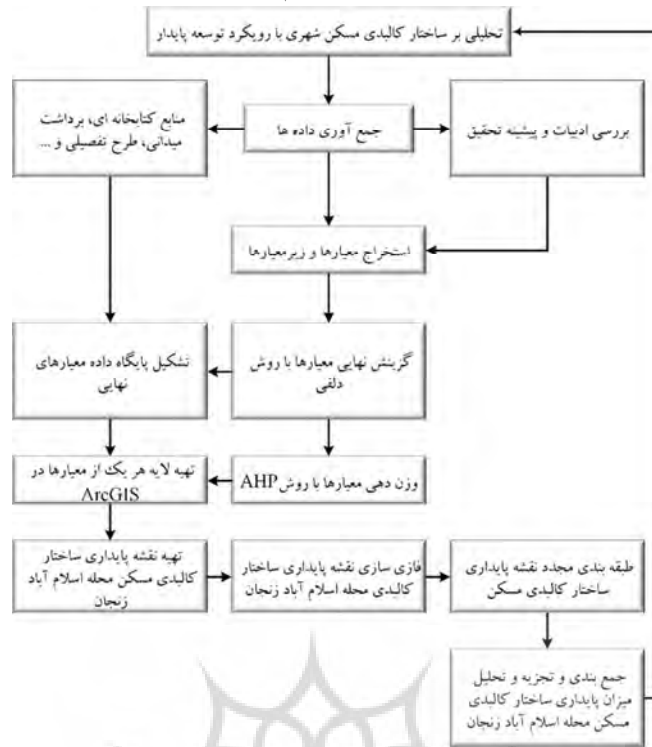 تحلیلی بر ساختار کالبدی مسکن شهری با رویکرد توسعه پایدار
بررسی ادبیات و پیشینه تحقیق
جمع آوری داده ها
منابع کتابخانه ای، برداشت
میدانی، طرح تفصیلی و ...
استخراج معیارها و زیرمعیارها
گزینش نهایی معیارها با روش
دلفی
تشکیل پایگاه داده معیارهای
نهایی
وزن دهی معیارها با روش AHP
تهیه لایه هر یک از معیارها در
ArcGIS
تهیه نقشه پایداری ساختار
کالبدی مسکن محله اسلام آباد
زنجان
فازی سازی نقشه پایداری ساختار
کالبدی محله اسلام آباد زنجان
طبقه بندی مجدد نقشه پایداری
ساختار کالبدی مسکن
جمع بندی و تجزیه و تحلیل
میزان پایداری ساختار کالبدی
مسکن محله اسلام آباد زنجان